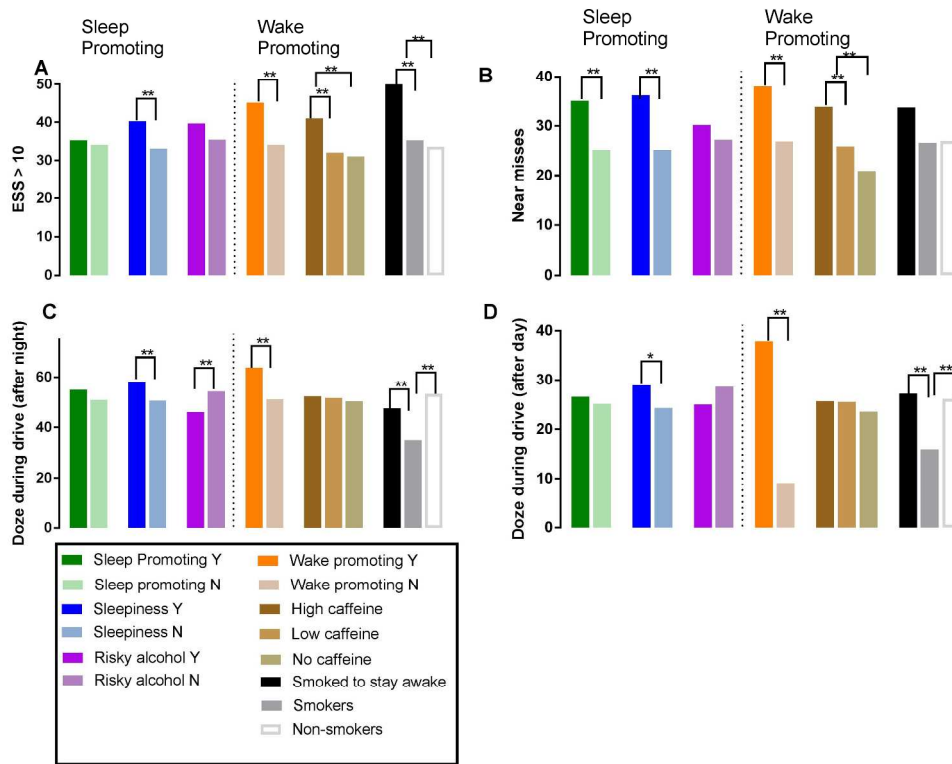 Sleep
Promoting
Wake
Promoting
A
**
**
**
**
**
**
50
40
30
20
10
0
ESS > 10
Sleep
Promoting
Wake
Promoting
B
**
**
**
**
**
40
30
20
10
0
Near misses
C
**
**
**
**
**
60
40
20
0
Doze during drive (after night)
D
*
**
**
**
40
30
20
10
0
Doze during drive (after day)
Sleep Promoting Y
Sleep promoting N
Sleepiness Y
Sleepiness N
Risky alcohol Y
Risky alcohol N
Wake promoting Y
Wake promoting N
High caffeine
Low caffeine
No caffeine
Smoked to stay awake
Smokers
Non-smokers